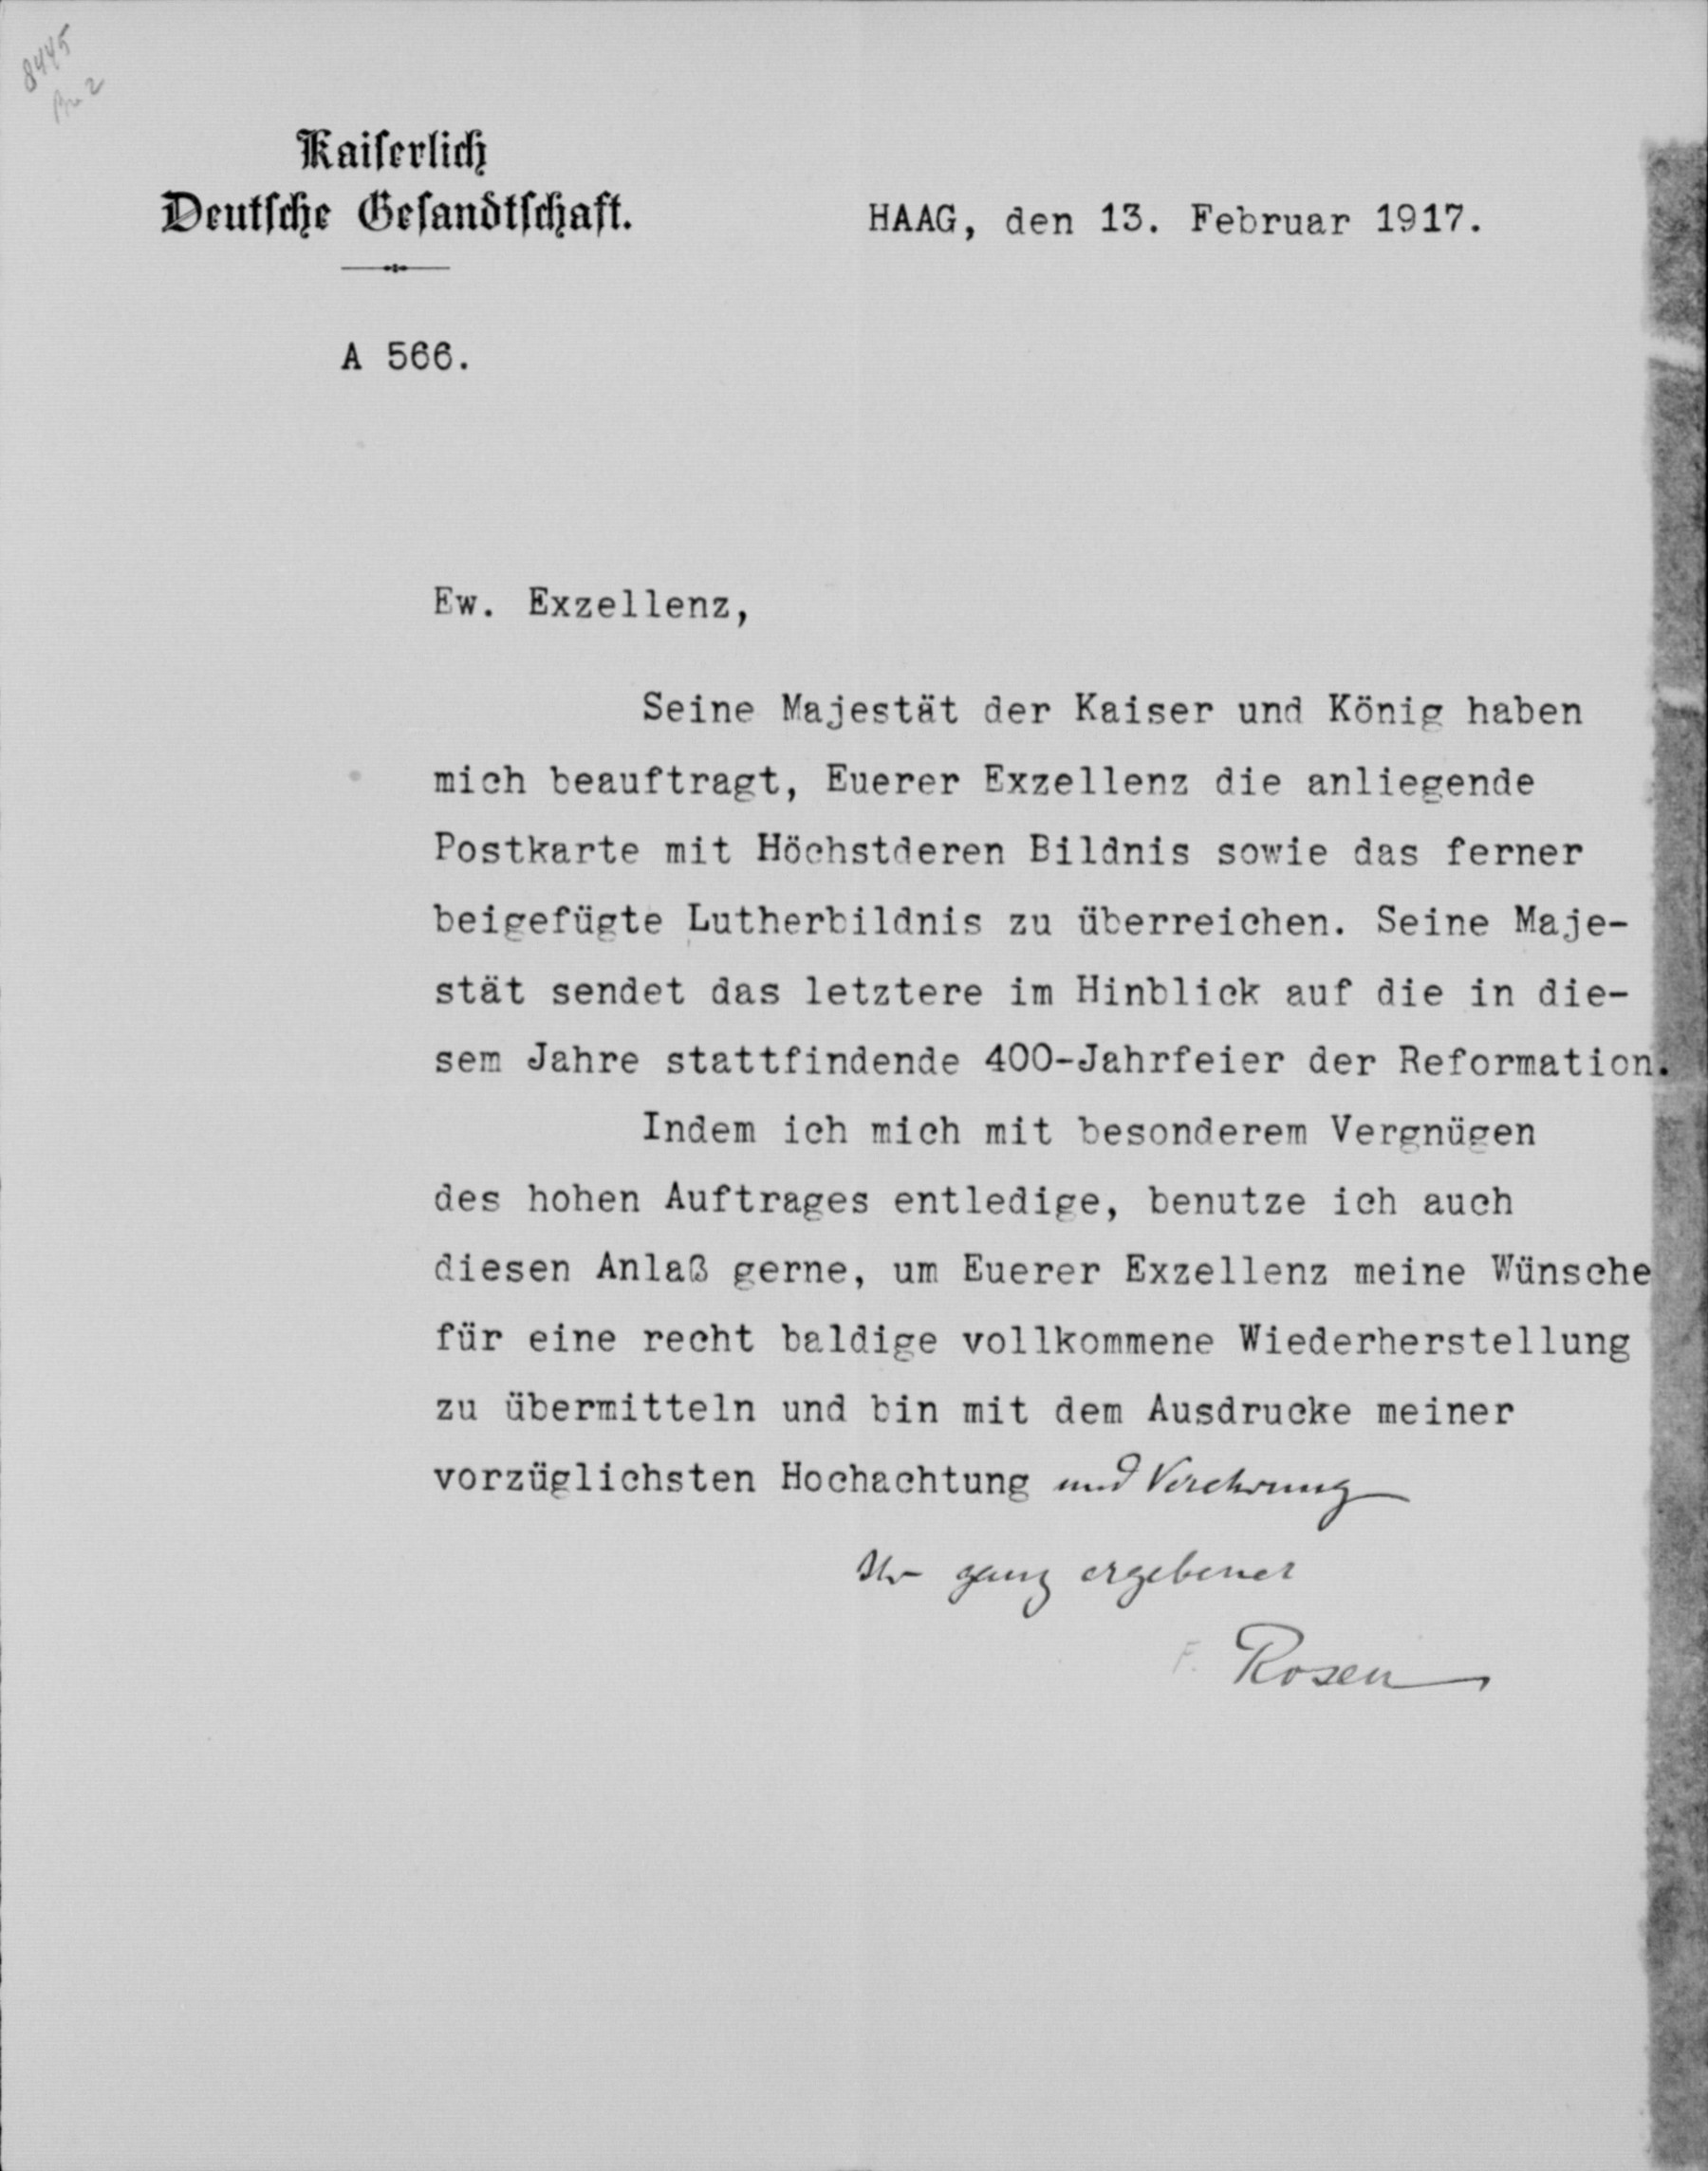 8445
Kaiserlich
Deutsche Gesandtschaft.
HAAG, den 13. Februar 1917.
A 566.
Ew. Exzellenz,
Seine Majestät der Kaiser und König haben
mich beauftragt, Euerer Exzellenz die anliegende
Postkarte mit Höchstderen Bildnis sowie das ferner
beigefügte Lutherbildnis zu überreichen. Seine Maje-
stät sendet das letztere im Hinblick auf die in die-
sem Jahre stattfindende 400-Jahrfeier der Reformation.
Indem ich mich mit besonderem Vergnügen
des hohen Auftrages entledige, benutze ich auch
diesen Anlaß gerne, um Euerer Exzellenz meine Wünsche
für eine recht baldige vollkommene Wiederherstellung
zu übermitteln und bin mit dem Ausdrucke meiner
vorzüglichsten Hochachtung und Verehrung
Ihr ganz ergebener
F. Rosen